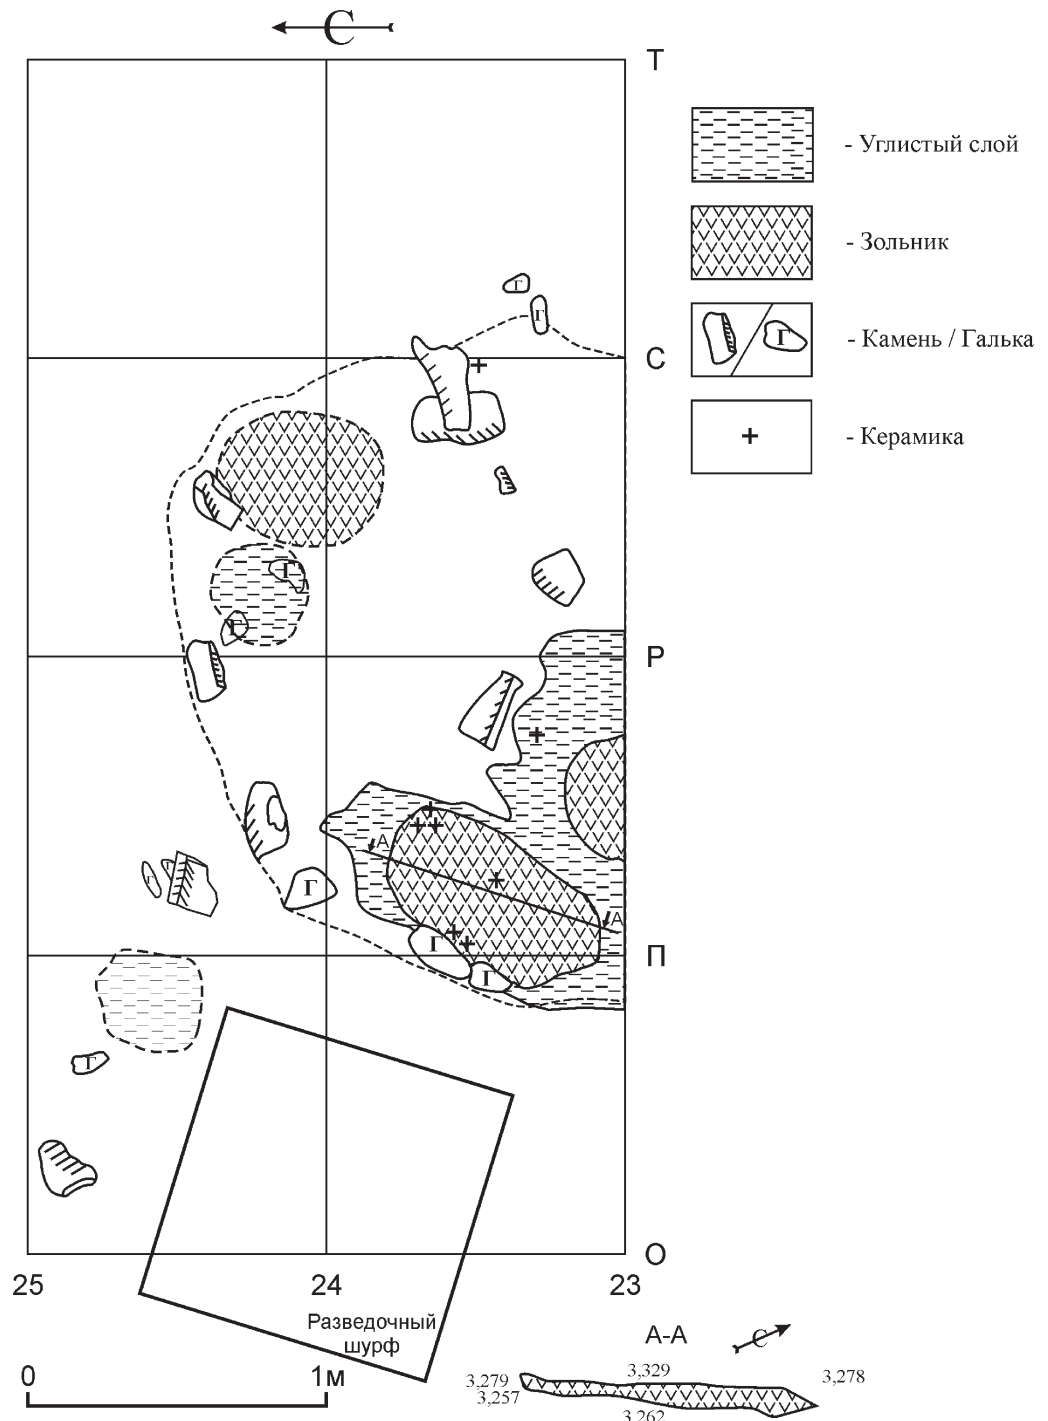 С
Т
- Углистый слой
- Зольник
Г
Г
Г
- Камень / Галька
С
+ - Керамика
Г
Г
Р
А
Г
Г
Г
А
Г
П
Г
Г
О
25
24
23
Разведочный
шурф
А-А
С
0
1м
3,279
3,329
3,278
3,257
3,262